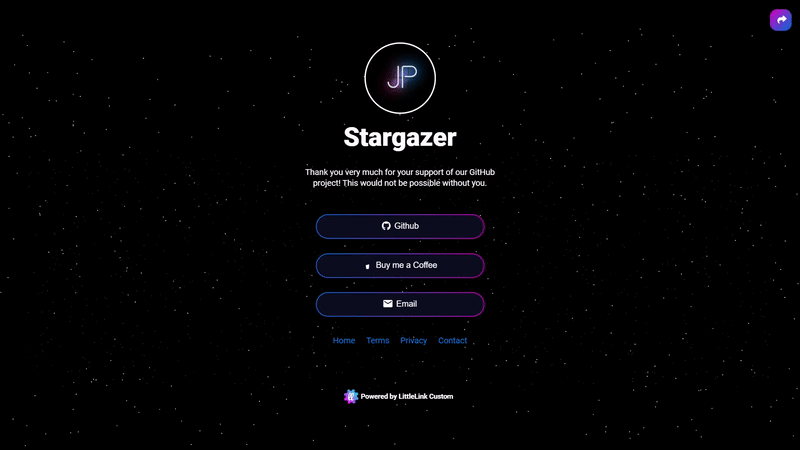 JP
Stargazer
Thank you very much for your support of our GitHub
project! This would not be possible without you.
Github
Buy me a Coffee
Email
Home Terms Privacy Contact
Powered by LittleLink Custom